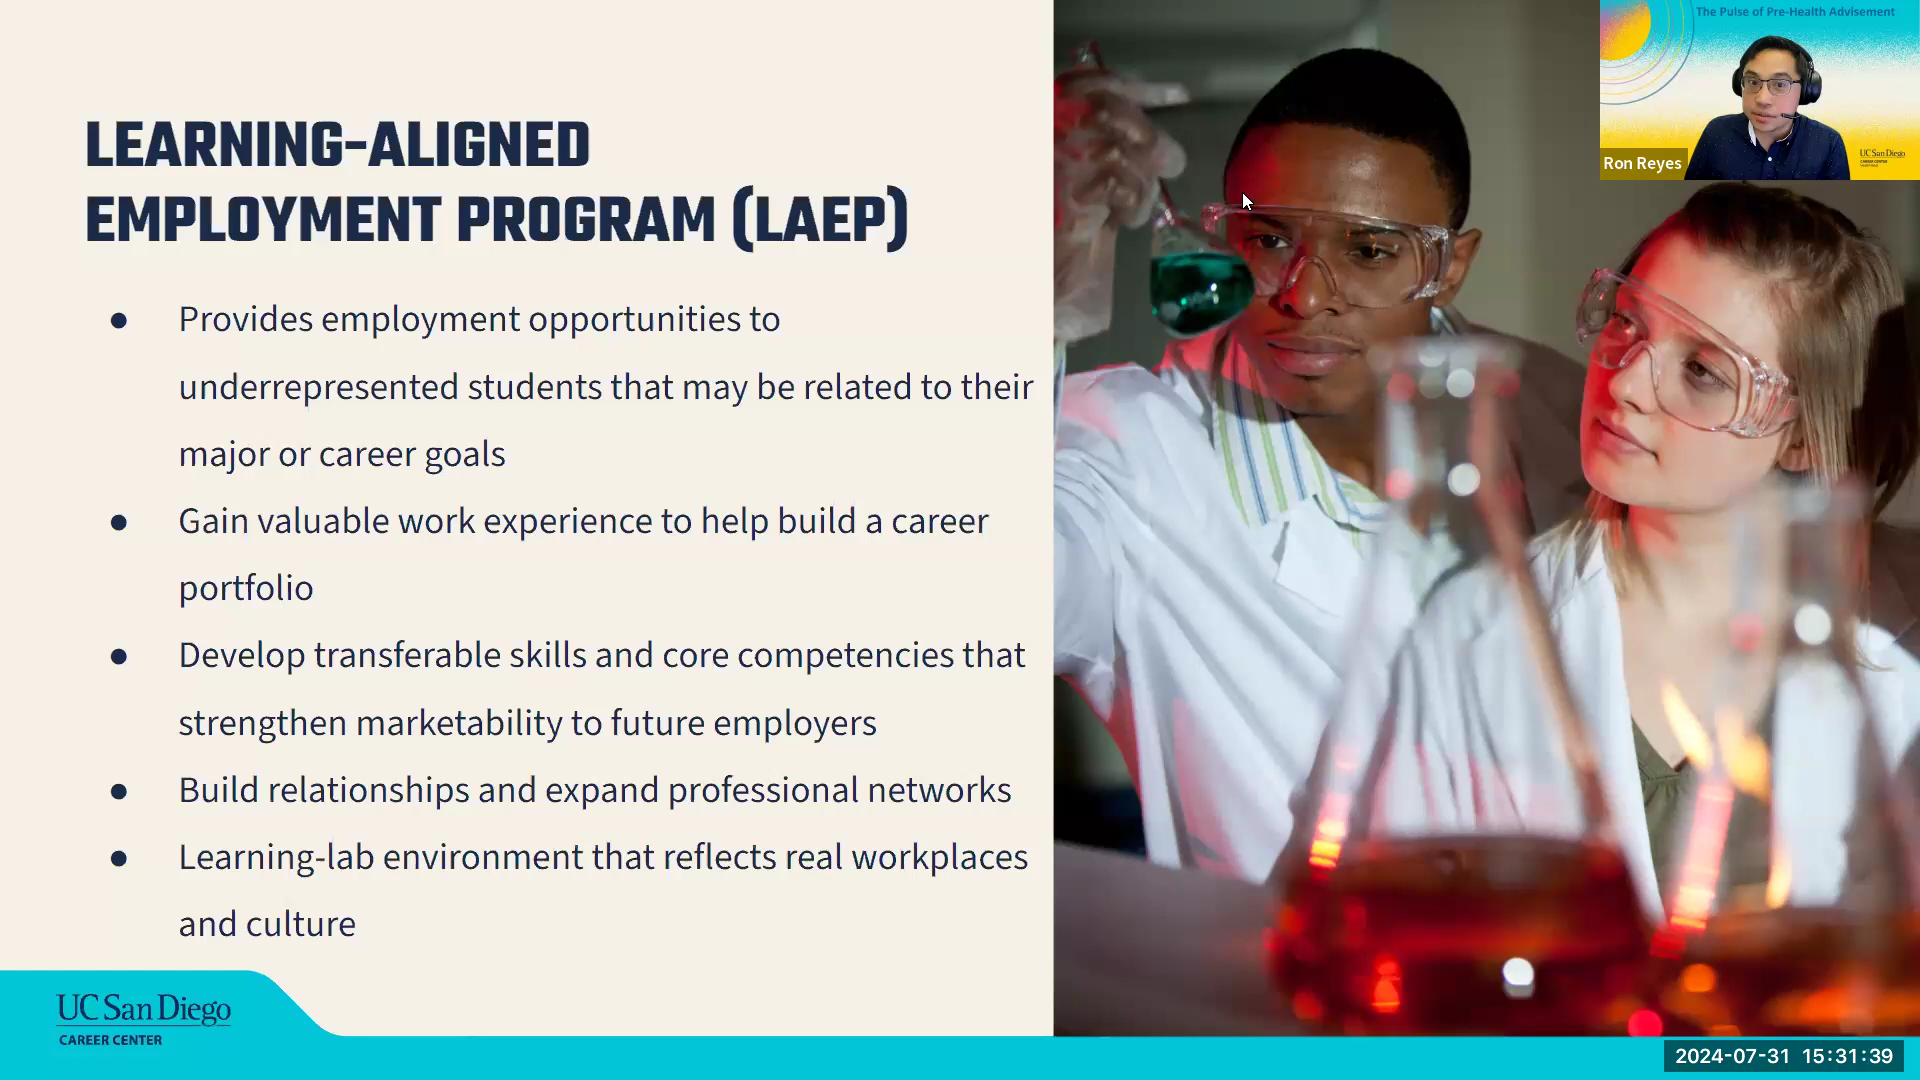 The Pulse of Pre-Health Advisement
UC San Diego
Ron Reyes
LEARNING-ALIGNED
EMPLOYMENT PROGRAM (LAEP)
● Provides employment opportunities to
underrepresented students that may be related to their
major or career goals
● Gain valuable work experience to help build a career
portfolio
● Develop transferable skills and core competencies that
strengthen marketability to future employers
● Build relationships and expand professional networks
● Learning-lab environment that reflects real workplaces
and culture
UC San Diego
CAREER CENTER
2024-07-31 15:31:39